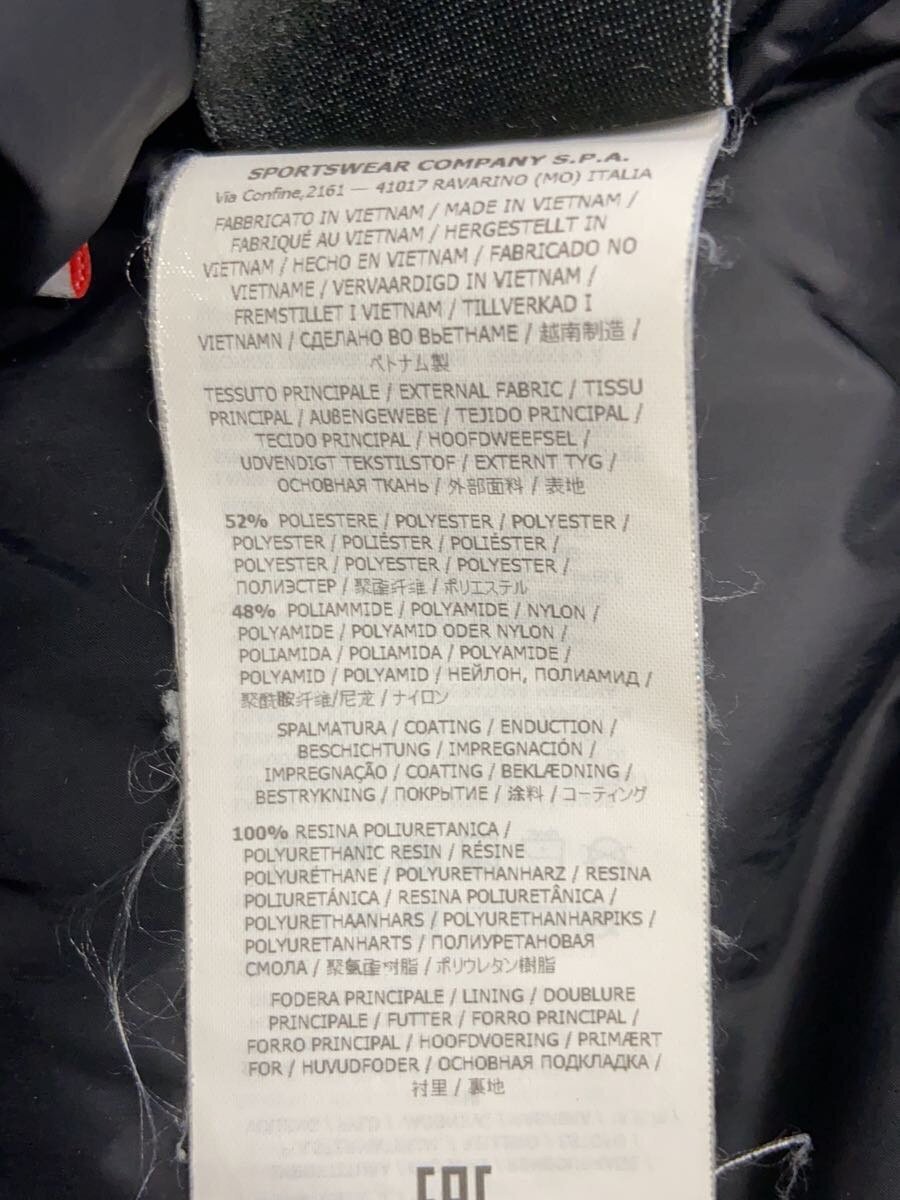 SPORTSWEAR COMPANY S.P.A.
Via Confine,2161 — 41017 RAVARINO (MO) ITALIA
FABBRICATO IN VIETNAM / MADE IN VIETNAM /
FABRIQUÉ AU VIETNAM / HERGESTELLT IN
VIETNAM / HECHO EN VIETNAM / FABRICADO NO
VIETNAME / VERVAARDIGD IN VIETNAM /
FREMSTILLET I VIETNAM / TILLVERKAD I
VIETNAMN / СДЕЛАНО ВО ВЬЕТНАМЕ / 越南制造 /
ベトナム製
TESSUTO PRINCIPALE / EXTERNAL FABRIC / TISSU
PRINCIPAL / AUßENGEWEBE / TEJIDO PRINCIPAL /
TECIDO PRINCIPAL / HOOFDWEEFSEL /
UDVENDIGT TEKSTILSTOF / EXTERNT TYG /
ОСНОВНАЯ ТКАНЬ / 外部面料 / 表地
52% POLIESTERE / POLYESTER / POLYESTER /
POLYESTER / POLIÉSTER / POLIÉSTER /
POLYESTER / POLYESTER / POLYESTER /
ПОЛИЭСТЕР / 聚酯纤维 / ポリエステル
48% POLIAMMIDE / POLYAMIDE / NYLON /
POLYAMIDE / POLYAMID ODER NYLON /
POLIAMIDA / POLIAMIDA / POLYAMIDE /
POLYAMID / POLYAMID / НЕЙЛОН, ПОЛИАМИД /
聚酰胺纤维/尼龙 / ナイロン
SPALMATURA / COATING / ENDUCTION /
BESCHICHTUNG / IMPREGNACIÓN /
IMPREGNAÇÃO / COATING / BEKLÆDNING /
BESTRYKNING / ПОКРЫТИЕ / 涂料 / コーティング
100% RESINA POLIURETANICA /
POLYURETHANIC RESIN / RÉSINE
POLYURÉTHANE / POLYURETHANHARZ / RESINA
POLIURETÁNICA / RESINA POLIURETÂNICA /
POLYURETHAANHARS / POLYURETHANHARPIKS /
POLYURETANHARTS / ПОЛИУРЕТАНОВАЯ
СМОЛА / 聚氨酯树脂 / ポリウレタン樹脂
FODERA PRINCIPALE / LINING / DOUBLURE
PRINCIPALE / FUTTER / FORRO PRINCIPAL /
FORRO PRINCIPAL / HOOFDVOERING / PRIMÆRT
FOR / HUVUDFODER / ОСНОВНАЯ ПОДКЛАДКА /
衬里 / 裏地
EAC